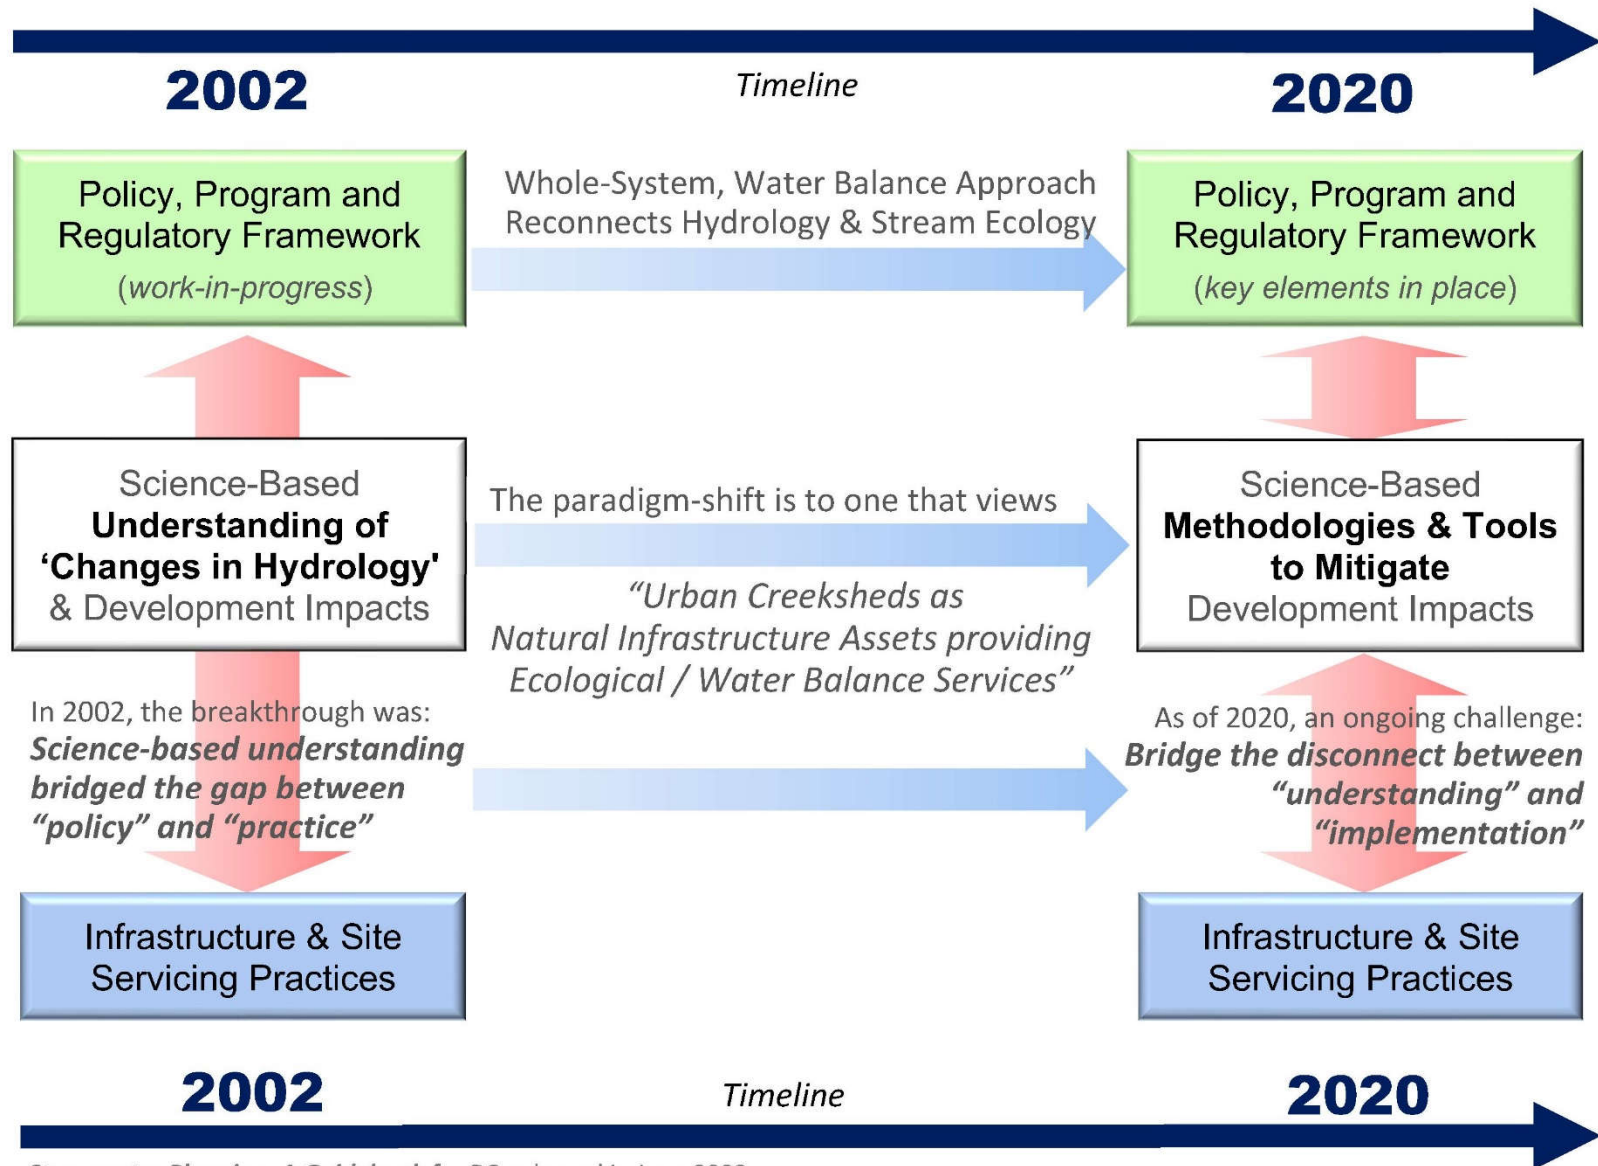 Timeline
2002
2020
Policy, Program and
Regulatory Framework
(work-in-progress)
Whole-System, Water Balance Approach
Reconnects Hydrology & Stream Ecology
Policy, Program and
Regulatory Framework
(key elements in place)
Science-Based
Understanding of
‘Changes in Hydrology'
& Development Impacts
The paradigm-shift is to one that views
“Urban Creeksheds as
Natural Infrastructure Assets providing
Ecological / Water Balance Services”
Science-Based
Methodologies & Tools
to Mitigate
Development Impacts
In 2002, the breakthrough was:
Science-based understanding
bridged the gap between
“policy” and “practice”
As of 2020, an ongoing challenge:
Bridge the disconnect between
“understanding” and
“implementation”
Infrastructure & Site
Servicing Practices
Infrastructure & Site
Servicing Practices
2002
Timeline
2020